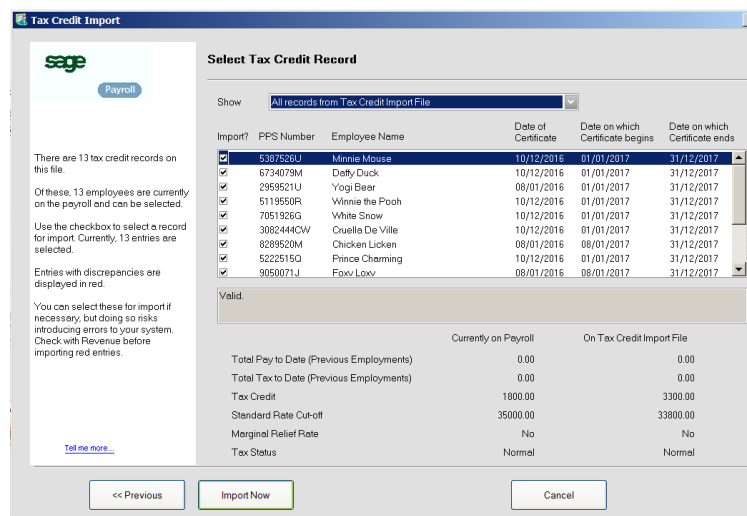 Tax Credit Import
sage
Payroll
There are 13 tax credit records on
this file.
Of these, 13 employees are currently
on the payroll and can be selected.
Use the checkbox to select a record
for import. Currently, 13 entries are
selected.
Entries with discrepancies are
displayed in red.
You can select these for import if
necessary, but doing so risks
introducing errors to your system.
Check with Revenue before
importing red entries.
Tell me more...
Select Tax Credit Record
Show All records from Tax Credit Import File
Import? PPS Number Employee Name Date of Certificate Date on which Certificate begins Date on which Certificate ends
5387526U Minnie Mouse 10/12/2016 01/01/2017 31/12/2017
6734079M Daffy Duck 10/12/2016 01/01/2017 31/12/2017
2959521U Yogi Bear 08/01/2016 01/01/2017 31/12/2017
5119550R Winnie the Pooh 10/12/2016 01/01/2017 31/12/2017
7051926G White Snow 10/12/2016 01/01/2017 31/12/2017
3082444CW Cruella De Ville 10/12/2016 01/01/2017 31/12/2017
8289520M Chicken Licken 08/01/2016 08/01/2017 31/12/2017
5222515Q Prince Charming 10/12/2016 01/01/2017 31/12/2017
9050071J Foxy Loxy 08/01/2016 08/01/2017 31/12/2017
Valid.
Currently on Payroll On Tax Credit Import File
Total Pay to Date (Previous Employments) 0.00 0.00
Total Tax to Date (Previous Employments) 0.00 0.00
Tax Credit 1800.00 3300.00
Standard Rate Cut-off 35000.00 33800.00
Marginal Relief Rate No No
Tax Status Normal Normal
<< Previous Import Now Cancel